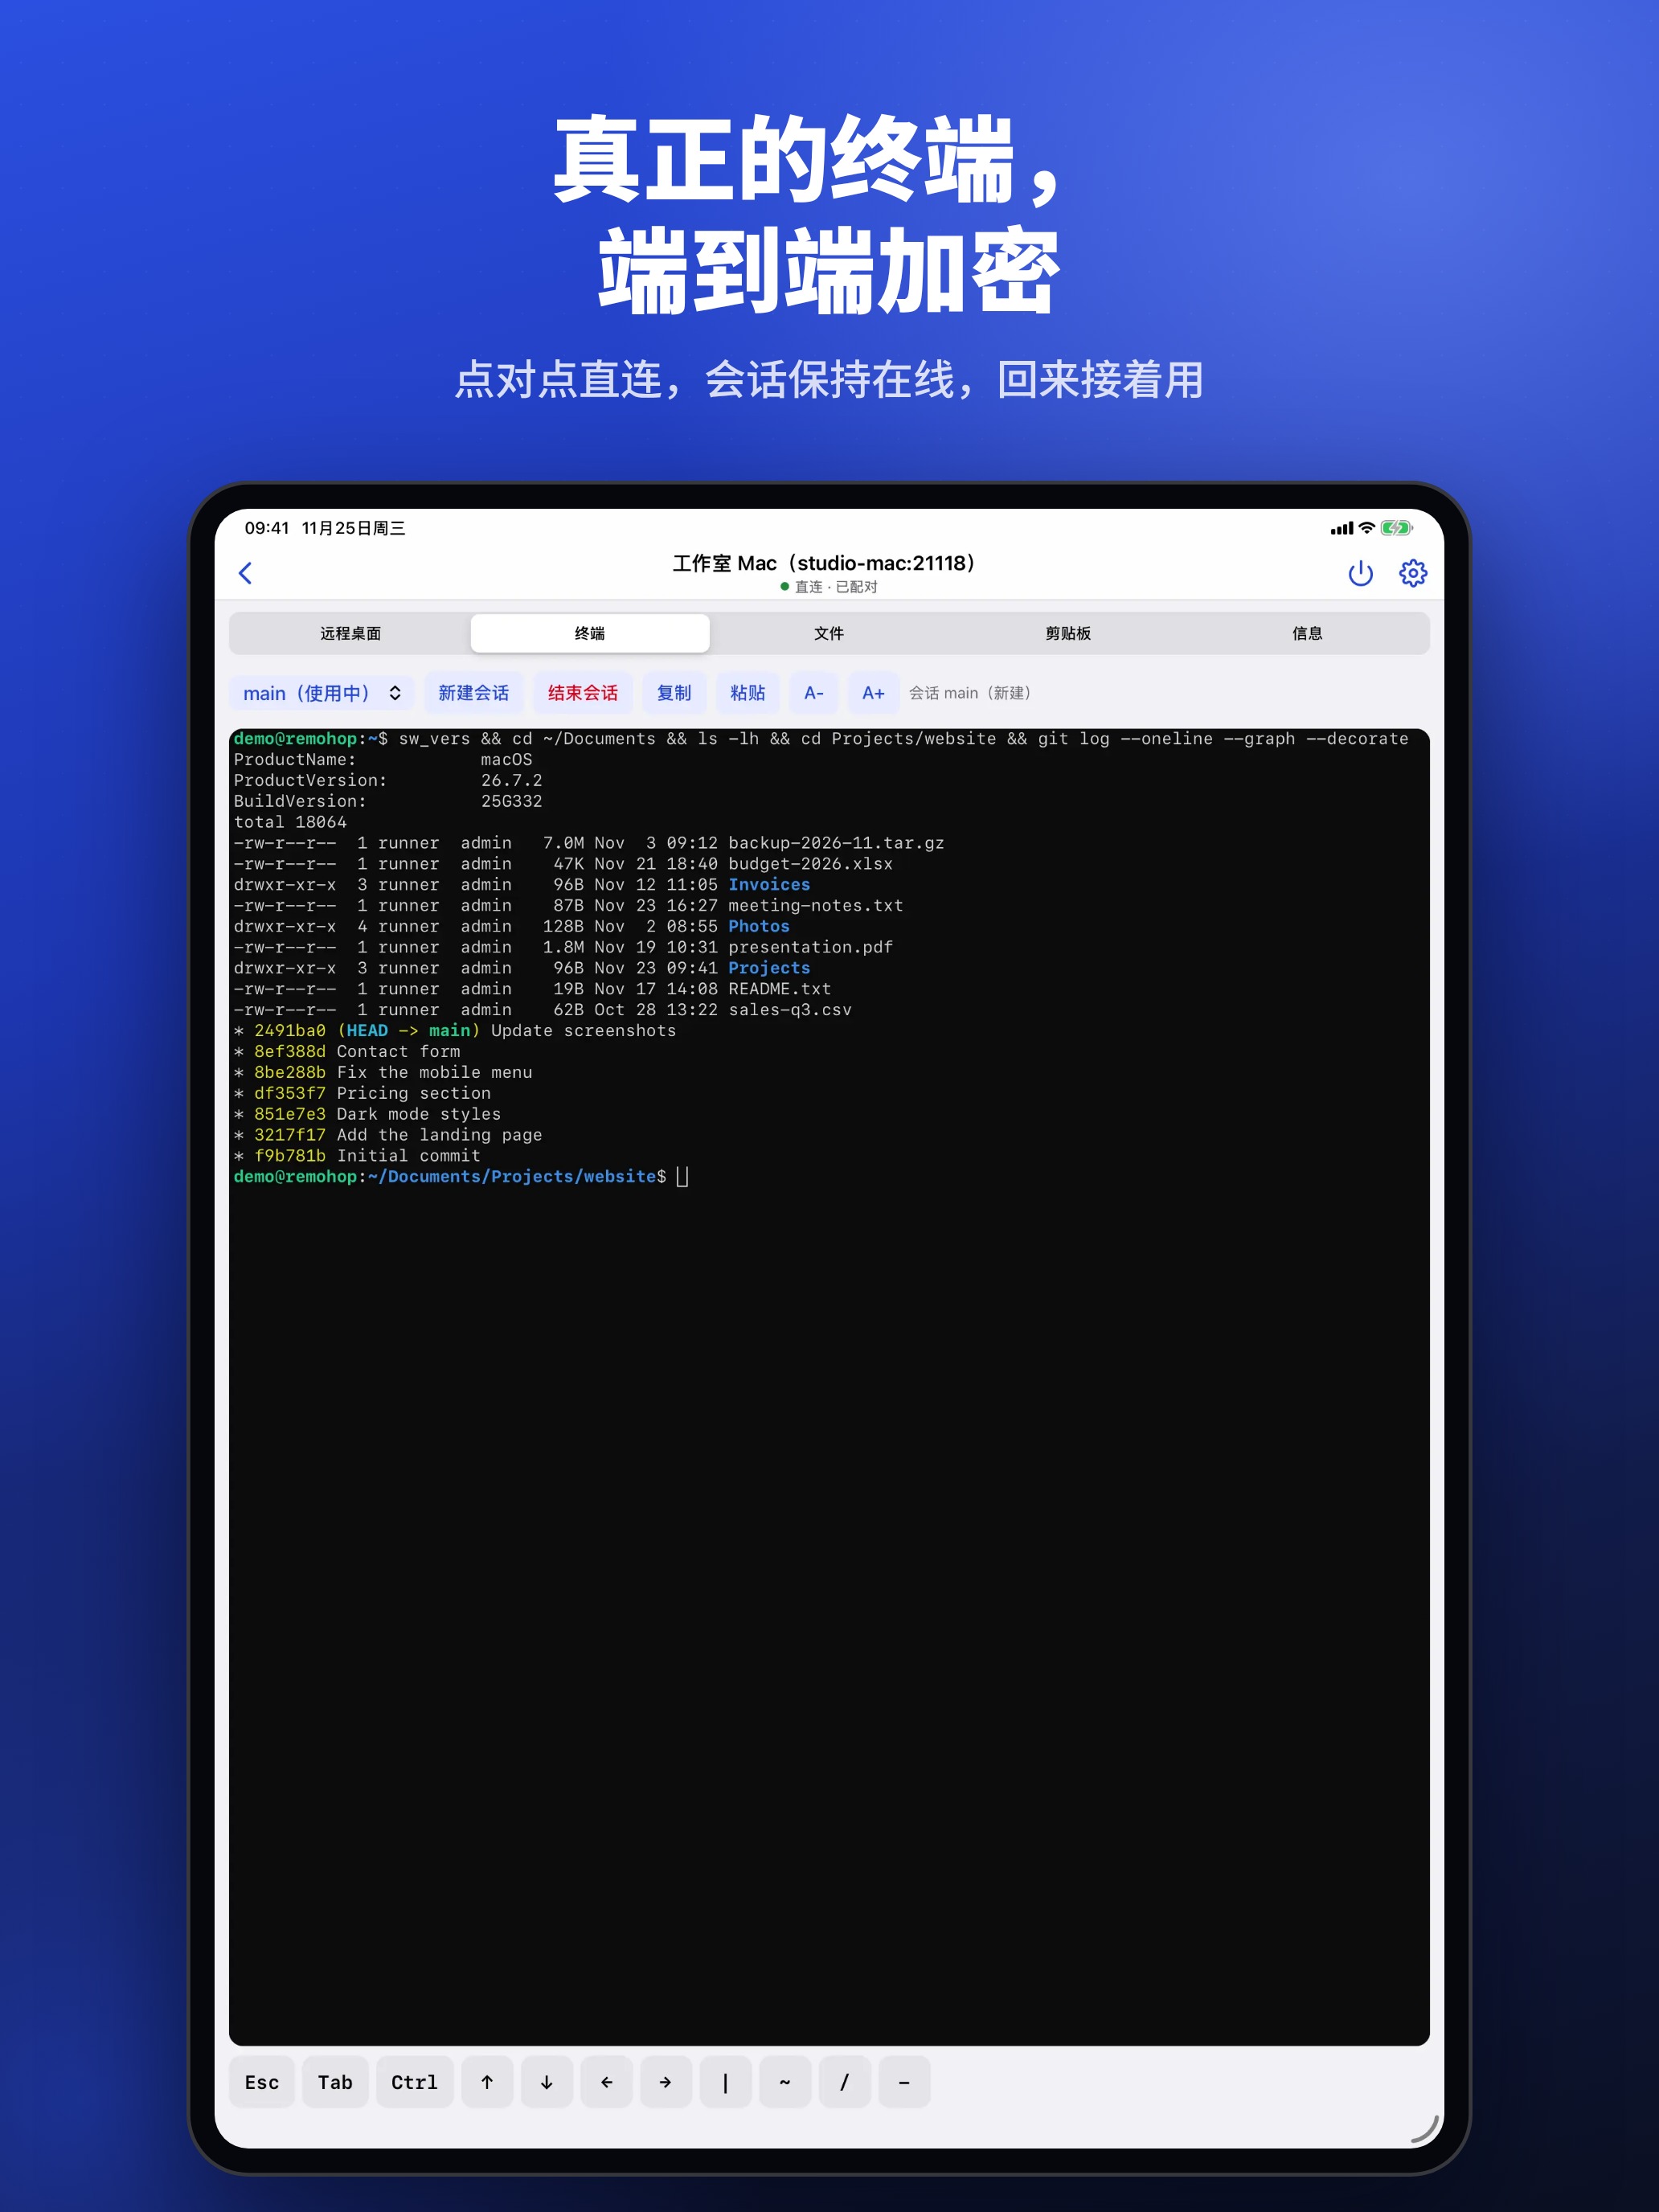 真正的终端，
端到端加密
点对点直连，会话保持在线，回来接着用
09:41 11月25日周三
工作室 Mac（studio-mac:21118）
直连 · 已配对
远程桌面 终端 文件 剪贴板 信息
main（使用中） 新建会话 结束会话 复制 粘贴 A- A+ 会话 main（新建）
demo@remohop:~$ sw_vers && cd ~/Documents && ls -lh && cd Projects/website && git log --oneline --graph --decorate
ProductName: macOS
ProductVersion: 26.7.2
BuildVersion: 25G332
total 18064
-rw-r--r-- 1 runner admin 7.0M Nov 3 09:12 backup-2026-11.tar.gz
-rw-r--r-- 1 runner admin 47K Nov 21 18:40 budget-2026.xlsx
drwxr-xr-x 3 runner admin 96B Nov 12 11:05 Invoices
-rw-r--r-- 1 runner admin 87B Nov 23 16:27 meeting-notes.txt
drwxr-xr-x 4 runner admin 128B Nov 2 08:55 Photos
-rw-r--r-- 1 runner admin 1.8M Nov 19 10:31 presentation.pdf
drwxr-xr-x 3 runner admin 96B Nov 23 09:41 Projects
-rw-r--r-- 1 runner admin 19B Nov 17 14:08 README.txt
-rw-r--r-- 1 runner admin 62B Oct 28 13:22 sales-q3.csv
* 2491ba0 (HEAD -> main) Update screenshots
* 8ef388d Contact form
* 8be288b Fix the mobile menu
* df353f7 Pricing section
* 851e7e3 Dark mode styles
* 3217f17 Add the landing page
* f9b781b Initial commit
demo@remohop:~/Documents/Projects/website$
Esc Tab Ctrl ↑ ↓ ← → | ~ / -